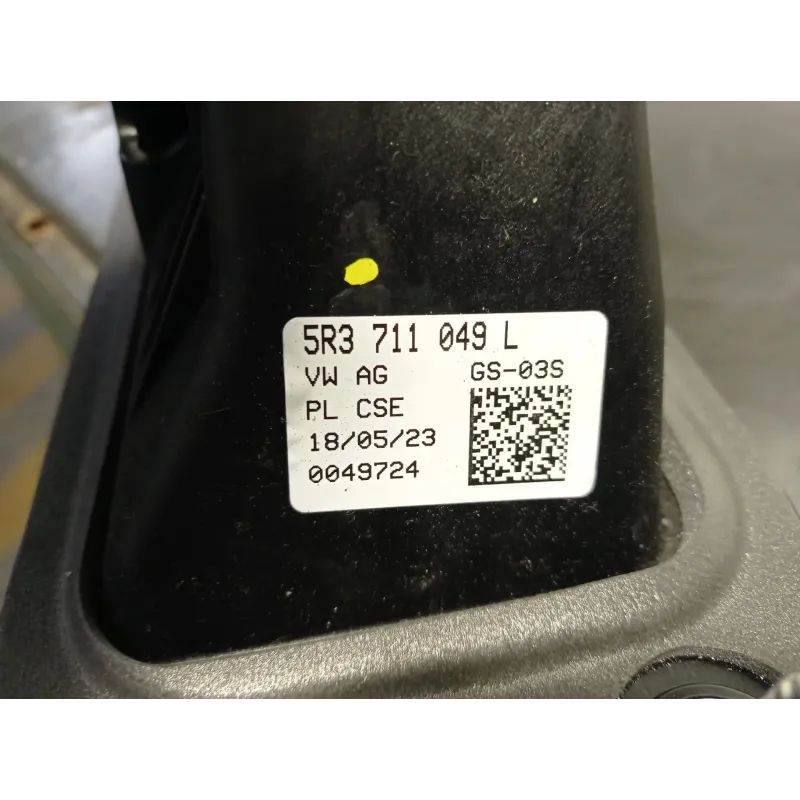 5R3 711 049 L
VW AG GS-03S
PL CSE
18/05/23
0049724